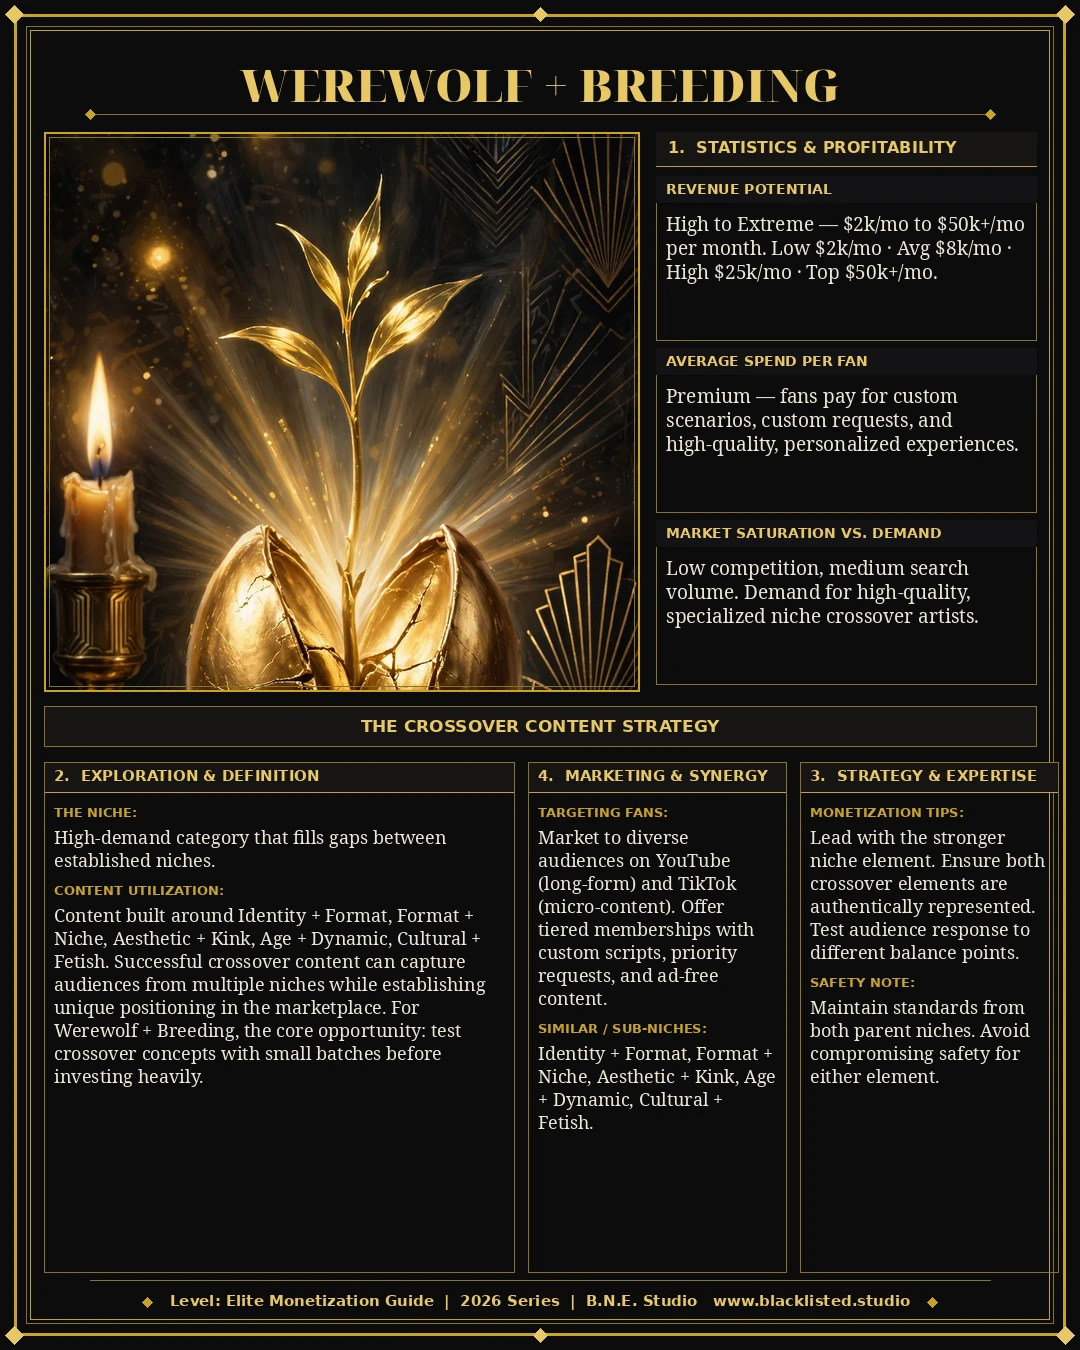 WEREWOLF + BREEDING
1. STATISTICS & PROFITABILITY
REVENUE POTENTIAL
High to Extreme — $2k/mo to $50k+/mo
per month. Low $2k/mo · Avg $8k/mo ·
High $25k/mo · Top $50k+/mo.
AVERAGE SPEND PER FAN
Premium — fans pay for custom
scenarios, custom requests, and
high-quality, personalized experiences.
MARKET SATURATION VS. DEMAND
Low competition, medium search
volume. Demand for high-quality,
specialized niche crossover artists.
THE CROSSOVER CONTENT STRATEGY
2. EXPLORATION & DEFINITION
THE NICHE:
High-demand category that fills gaps between
established niches.
CONTENT UTILIZATION:
Content built around Identity + Format, Format +
Niche, Aesthetic + Kink, Age + Dynamic, Cultural +
Fetish. Successful crossover content can capture
audiences from multiple niches while establishing
unique positioning in the marketplace. For
Werewolf + Breeding, the core opportunity: test
crossover concepts with small batches before
investing heavily.
4. MARKETING & SYNERGY
TARGETING FANS:
Market to diverse
audiences on YouTube
(long-form) and TikTok
(micro-content). Offer
tiered memberships with
custom scripts, priority
requests, and ad-free
content.
SIMILAR / SUB-NICHES:
Identity + Format, Format +
Niche, Aesthetic + Kink, Age
+ Dynamic, Cultural +
Fetish.
3. STRATEGY & EXPERTISE
MONETIZATION TIPS:
Lead with the stronger
niche element. Ensure both
crossover elements are
authentically represented.
Test audience response to
different balance points.
SAFETY NOTE:
Maintain standards from
both parent niches. Avoid
compromising safety for
either element.
Level: Elite Monetization Guide | 2026 Series | B.N.E. Studio www.blacklisted.studio